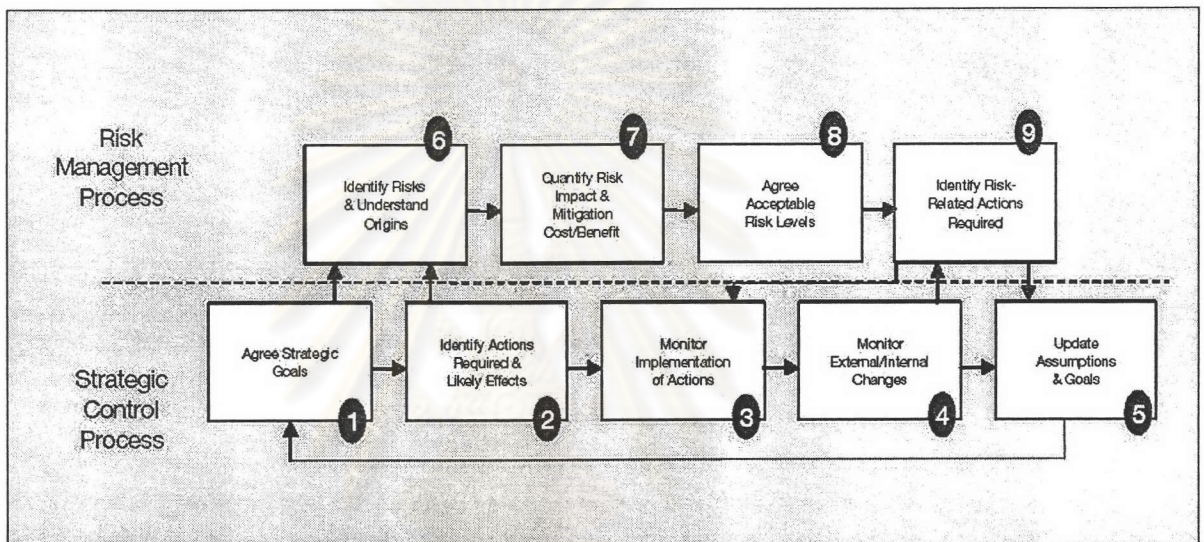 Risk
Management
Process
6
Identify Risks
& Understand
Origins
7
Quantify Risk
Impact &
Mitigation
Cost/Benefit
8
Agree
Acceptable
Risk Levels
9
Identify Risk-
Related Actions
Required
Strategic
Control
Process
Agree Strategic
Goals
1
Identify Actions
Required &
Likely Effects
2
Monitor
Implementation
of Actions
3
Monitor
External/Internal
Changes
4
Update
Assumptions
& Goals
5